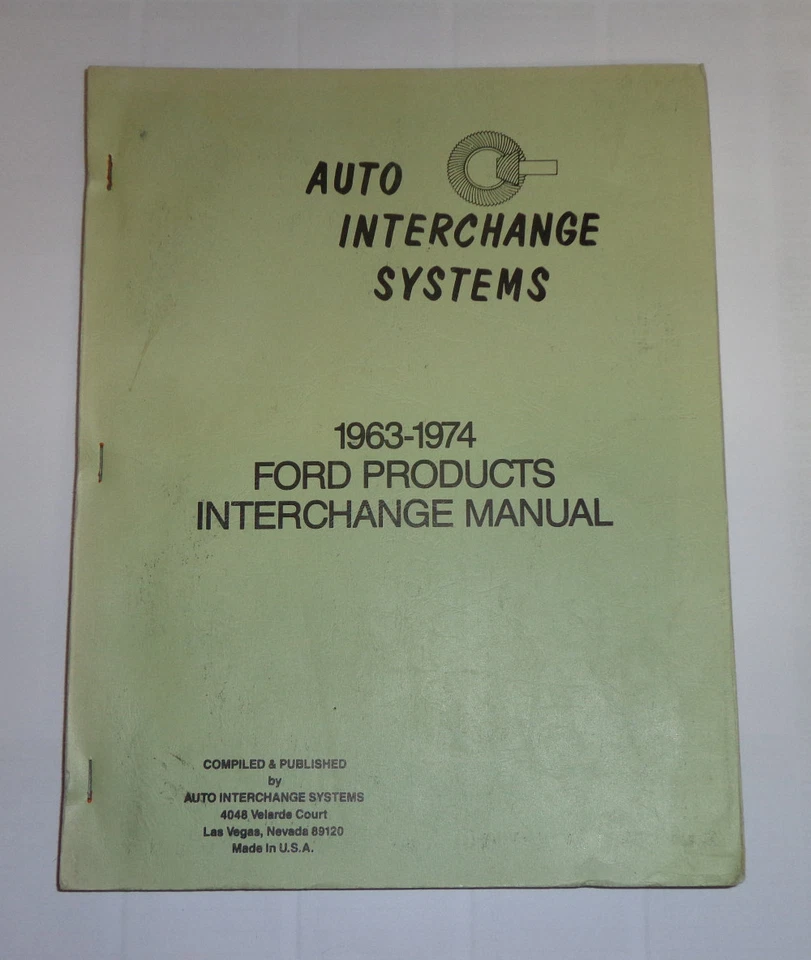 AUTO
INTERCHANGE
SYSTEMS
1963-1974
FORD PRODUCTS
INTERCHANGE MANUAL
COMPILED & PUBLISHED
by
AUTO INTERCHANGE SYSTEMS
4048 Velarde Court
Las Vegas, Nevada 89120
Made in U.S.A.